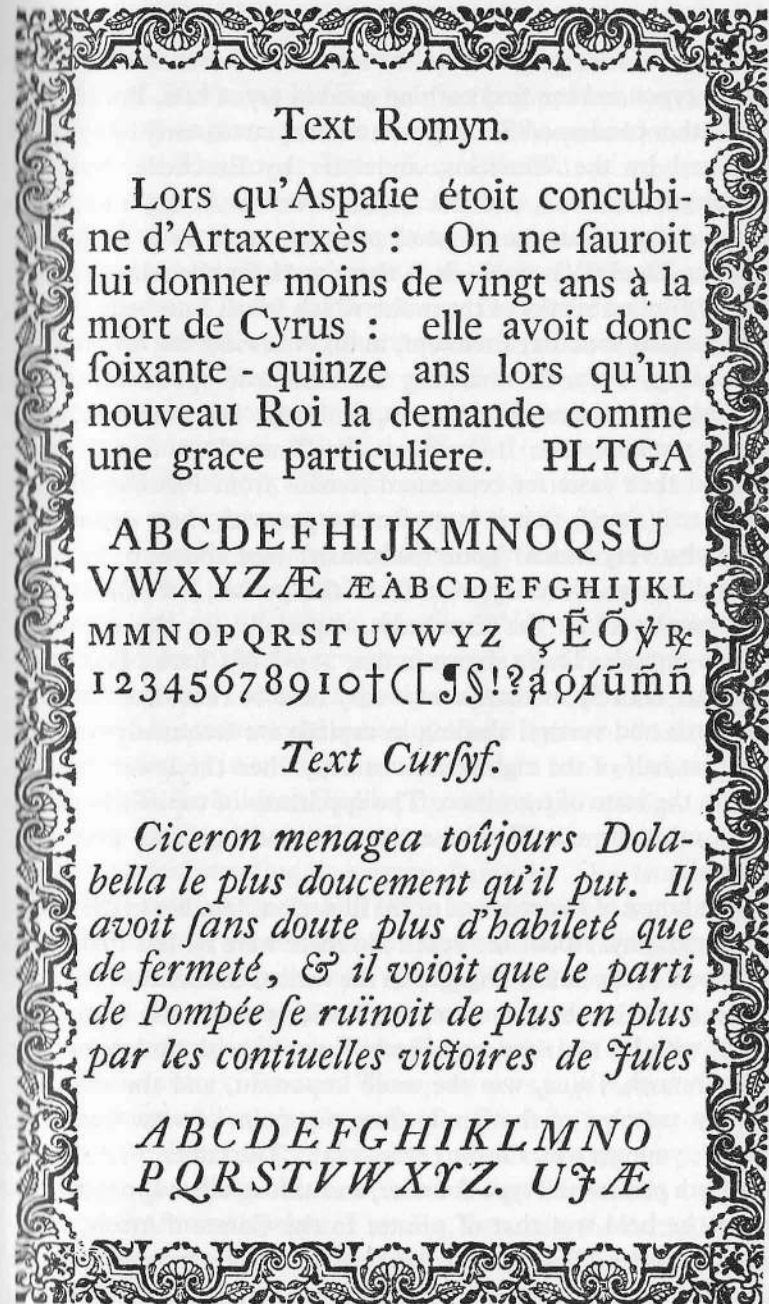 Text Romyn.
Lors qu'Aspaſie étoit concubi-
ne d'Artaxerxès : On ne ſauroit
lui donner moins de vingt ans à la
mort de Cyrus : elle avoit donc
ſoixante - quinze ans lors qu'un
nouveau Roi la demande comme
une grace particuliere. PLTGA
ABCDEFHIJKMNOQSU
VWXYZÆ ÆABCDEFGHIJKL
MMNOPQRSTUVWYZ ÇẼÕ ℞
12345678910†([¶§!?áó üm̃ñ
Text Curſyf.
Ciceron menagea toûjours Dola-
bella le plus doucement qu'il put. Il
avoit ſans doute plus d'habileté que
de fermeté, & il voioit que le parti
de Pompée ſe ruïnoit de plus en plus
par les contiuelles victoires de Jules
ABCDEFGHIKLMNO
PQRSTVWXYZ UJÆ